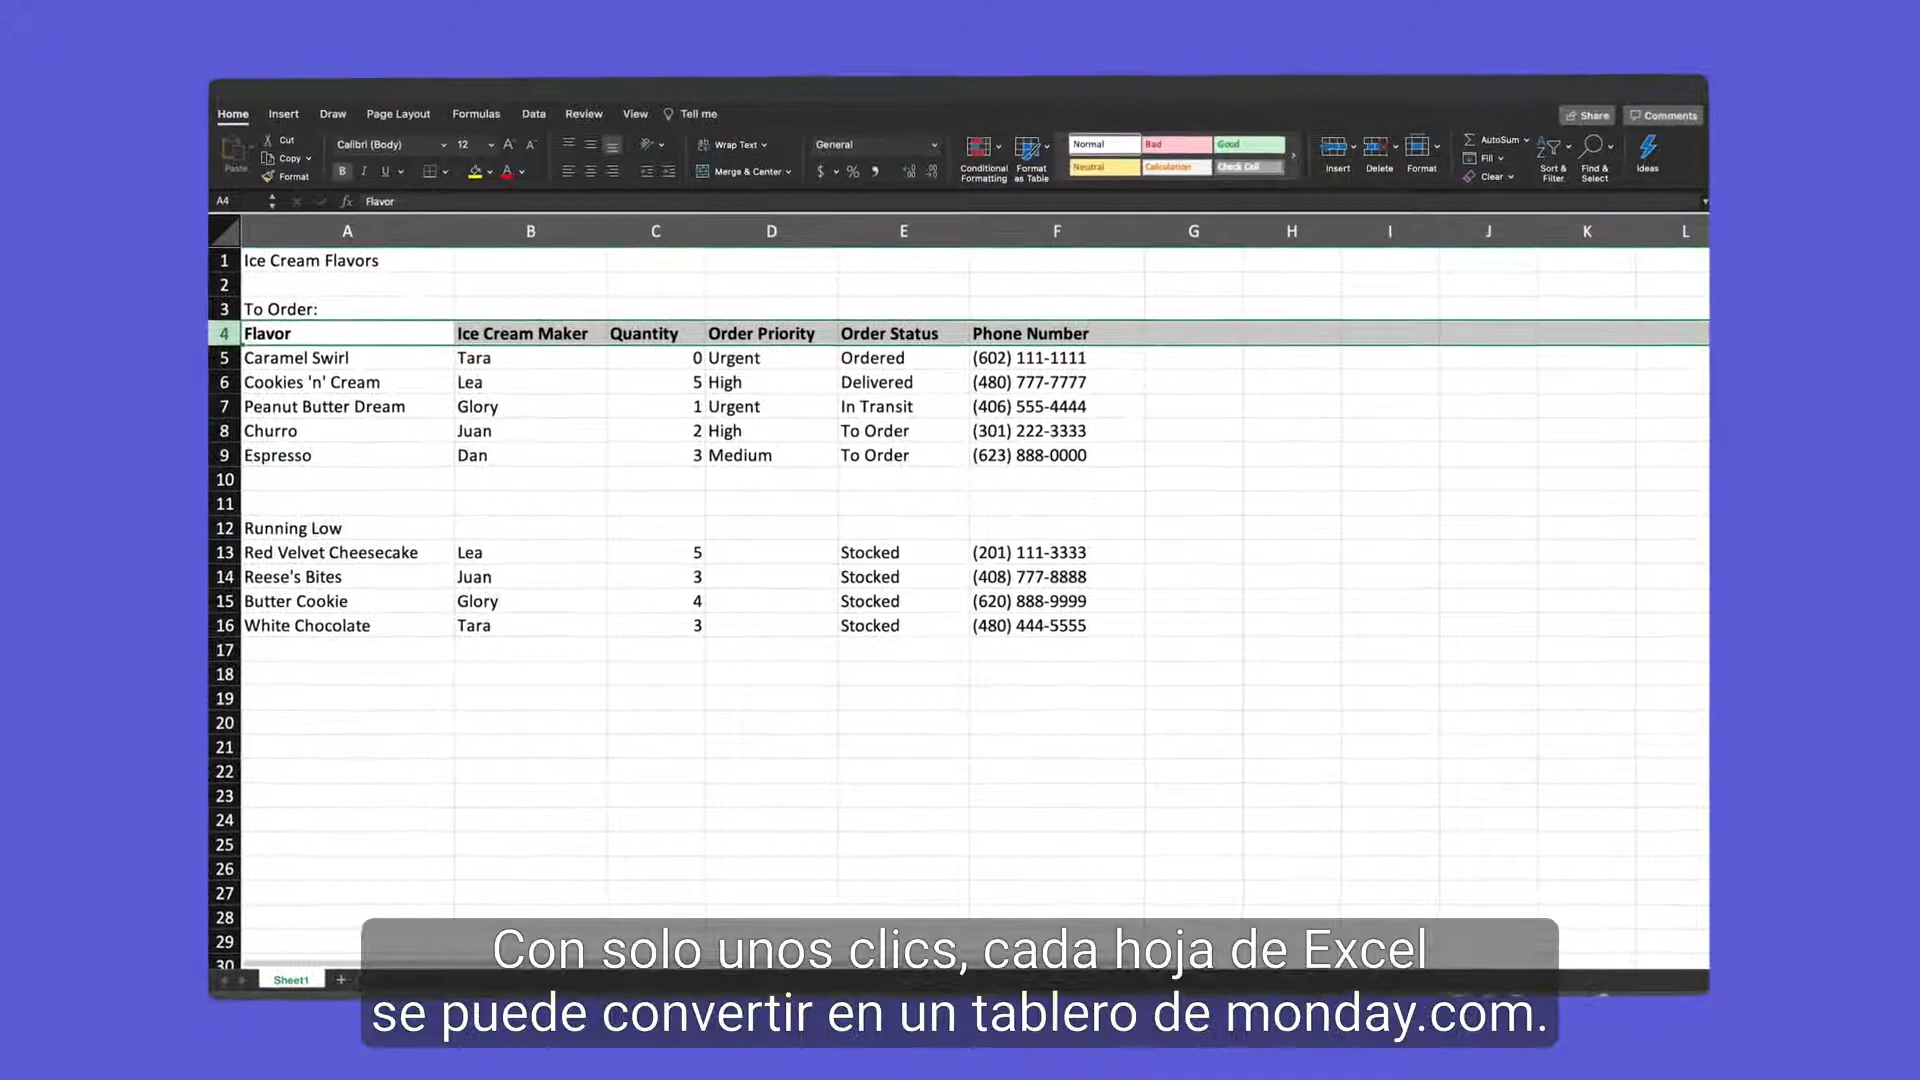 Home Insert Draw Page Layout Formulas Data Review View Tell me Share Comments
Cut Calibri (Body) 12 A A Wrap Text General Normal Bad Good AutoSum
Paste Copy Fill
Format B I U A Merge & Center $ % Conditional Formatting Format as Table Neutral Calculation Check Cell Insert Delete Format Clear Sort & Filter Find & Select Ideas
A4 fx Flavor
A B C D E F G H I J K L
1 Ice Cream Flavors
2
3 To Order:
4 Flavor Ice Cream Maker Quantity Order Priority Order Status Phone Number
5 Caramel Swirl Tara 0 Urgent Ordered (602) 111-1111
6 Cookies 'n' Cream Lea 5 High Delivered (480) 777-7777
7 Peanut Butter Dream Glory 1 Urgent In Transit (406) 555-4444
8 Churro Juan 2 High To Order (301) 222-3333
9 Espresso Dan 3 Medium To Order (623) 888-0000
10
11
12 Running Low
13 Red Velvet Cheesecake Lea 5 Stocked (201) 111-3333
14 Reese's Bites Juan 3 Stocked (408) 777-8888
15 Butter Cookie Glory 4 Stocked (620) 888-9999
16 White Chocolate Tara 3 Stocked (480) 444-5555
17
18
19
20
21
22
23
24
25
26
27
28
29
30
Sheet1 +
Con solo unos clics, cada hoja de Excel
se puede convertir en un tablero de monday.com.